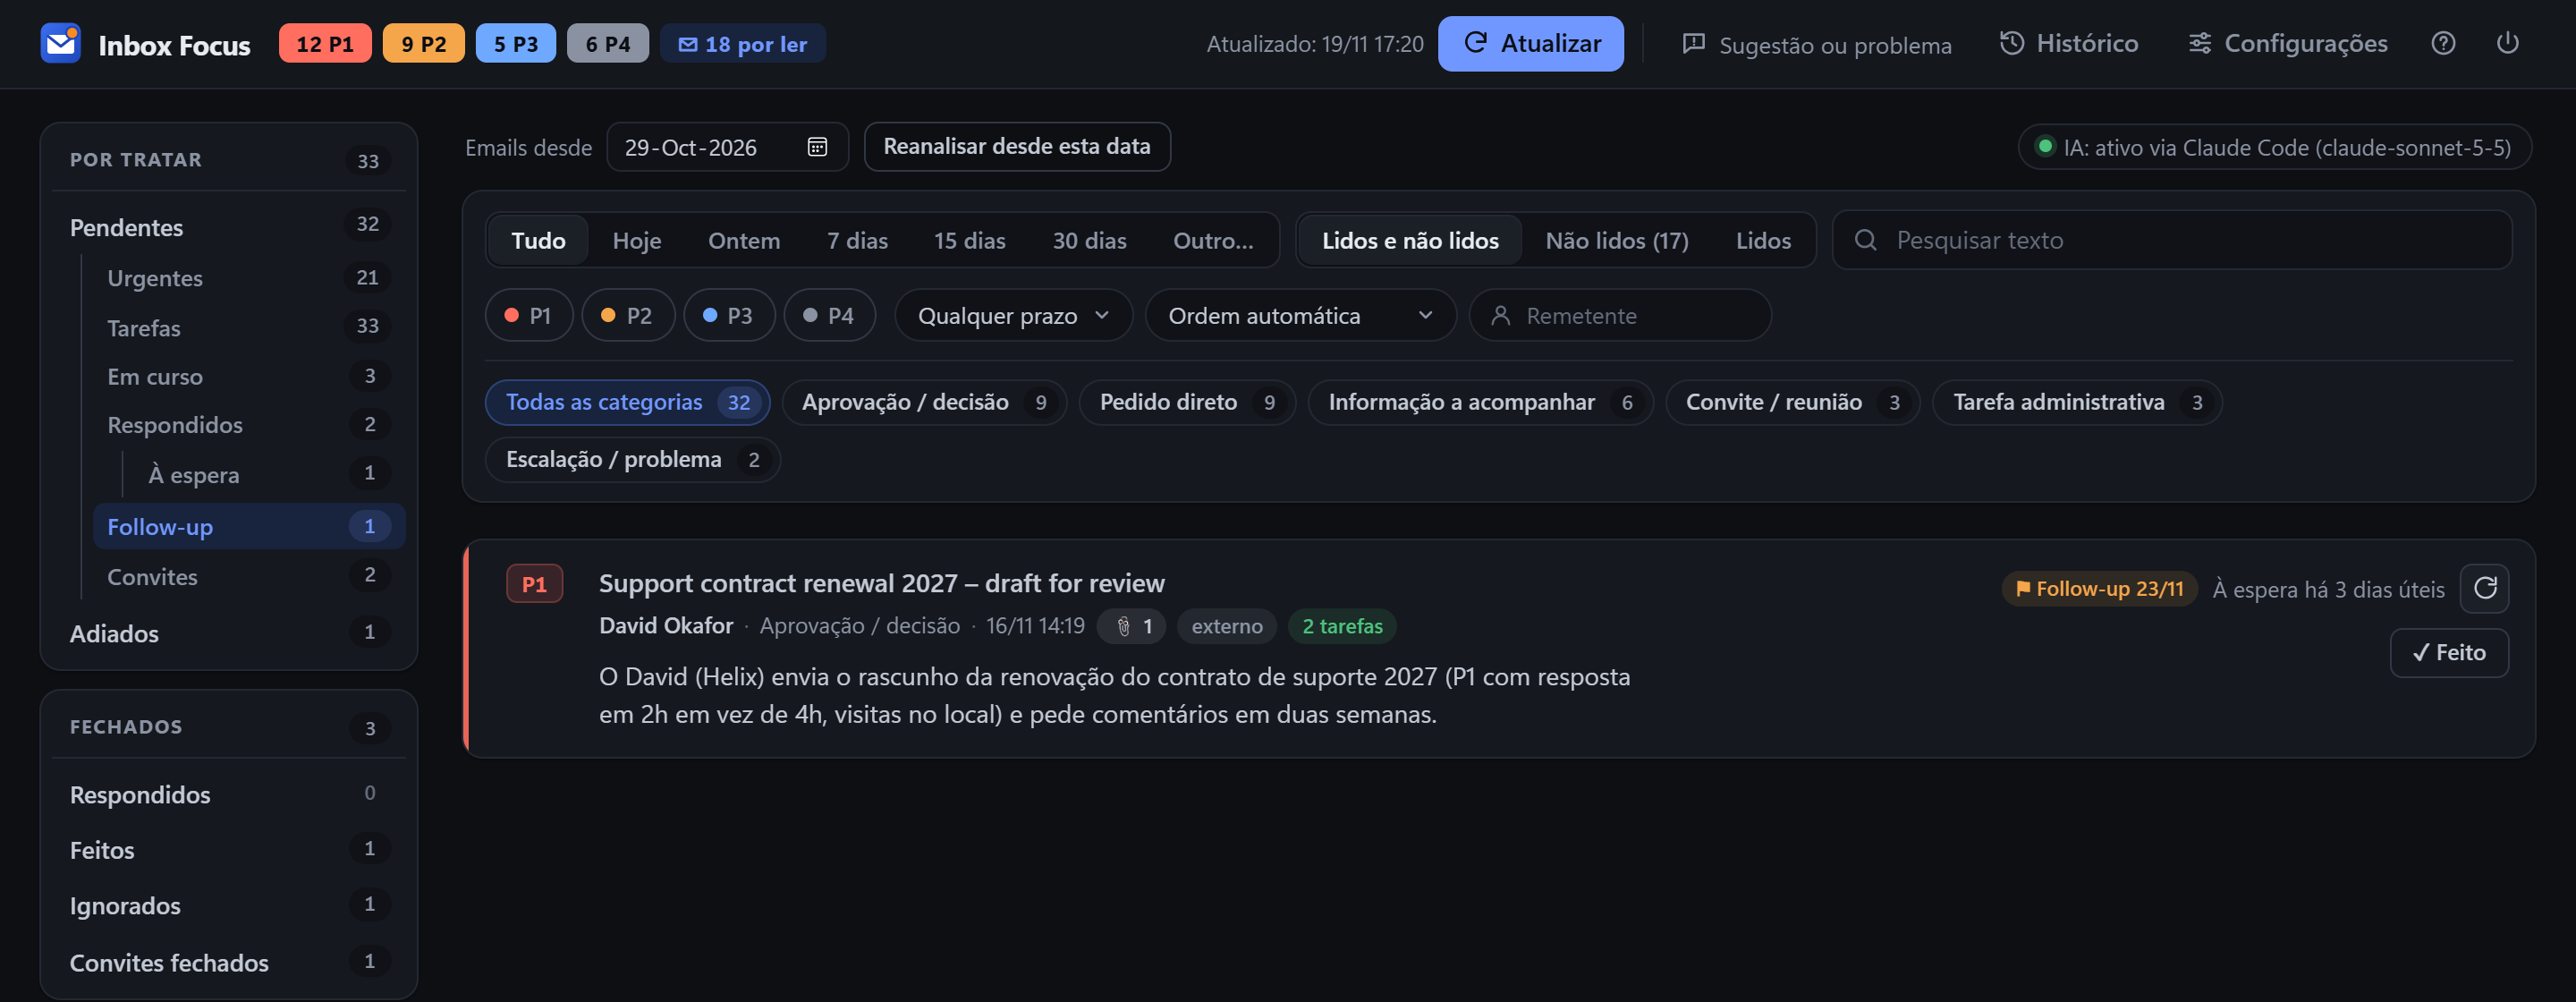 Inbox Focus
12 P1
9 P2
5 P3
6 P4
18 por ler
Atualizado: 19/11 17:20
Atualizar
Sugestão ou problema
Histórico
Configurações
POR TRATAR 33
Pendentes 32
Urgentes 21
Tarefas 33
Em curso 3
Respondidos 2
À espera 1
Follow-up 1
Convites 2
Adiados 1
FECHADOS 3
Respondidos 0
Feitos 1
Ignorados 1
Convites fechados 1
Emails desde 29-Oct-2026 Reanalisar desde esta data
IA: ativo via Claude Code (claude-sonnet-5-5)
Tudo Hoje Ontem 7 dias 15 dias 30 dias Outro...
Lidos e não lidos Não lidos (17) Lidos
Pesquisar texto
P1 P2 P3 P4 Qualquer prazo Ordem automática Remetente
Todas as categorias 32 Aprovação / decisão 9 Pedido direto 9 Informação a acompanhar 6 Convite / reunião 3 Tarefa administrativa 3
Escalação / problema 2
P1 Support contract renewal 2027 – draft for review
David Okafor · Aprovação / decisão · 16/11 14:19 1 externo 2 tarefas
O David (Helix) envia o rascunho da renovação do contrato de suporte 2027 (P1 com resposta
em 2h em vez de 4h, visitas no local) e pede comentários em duas semanas.
Follow-up 23/11 À espera há 3 dias úteis
✓ Feito